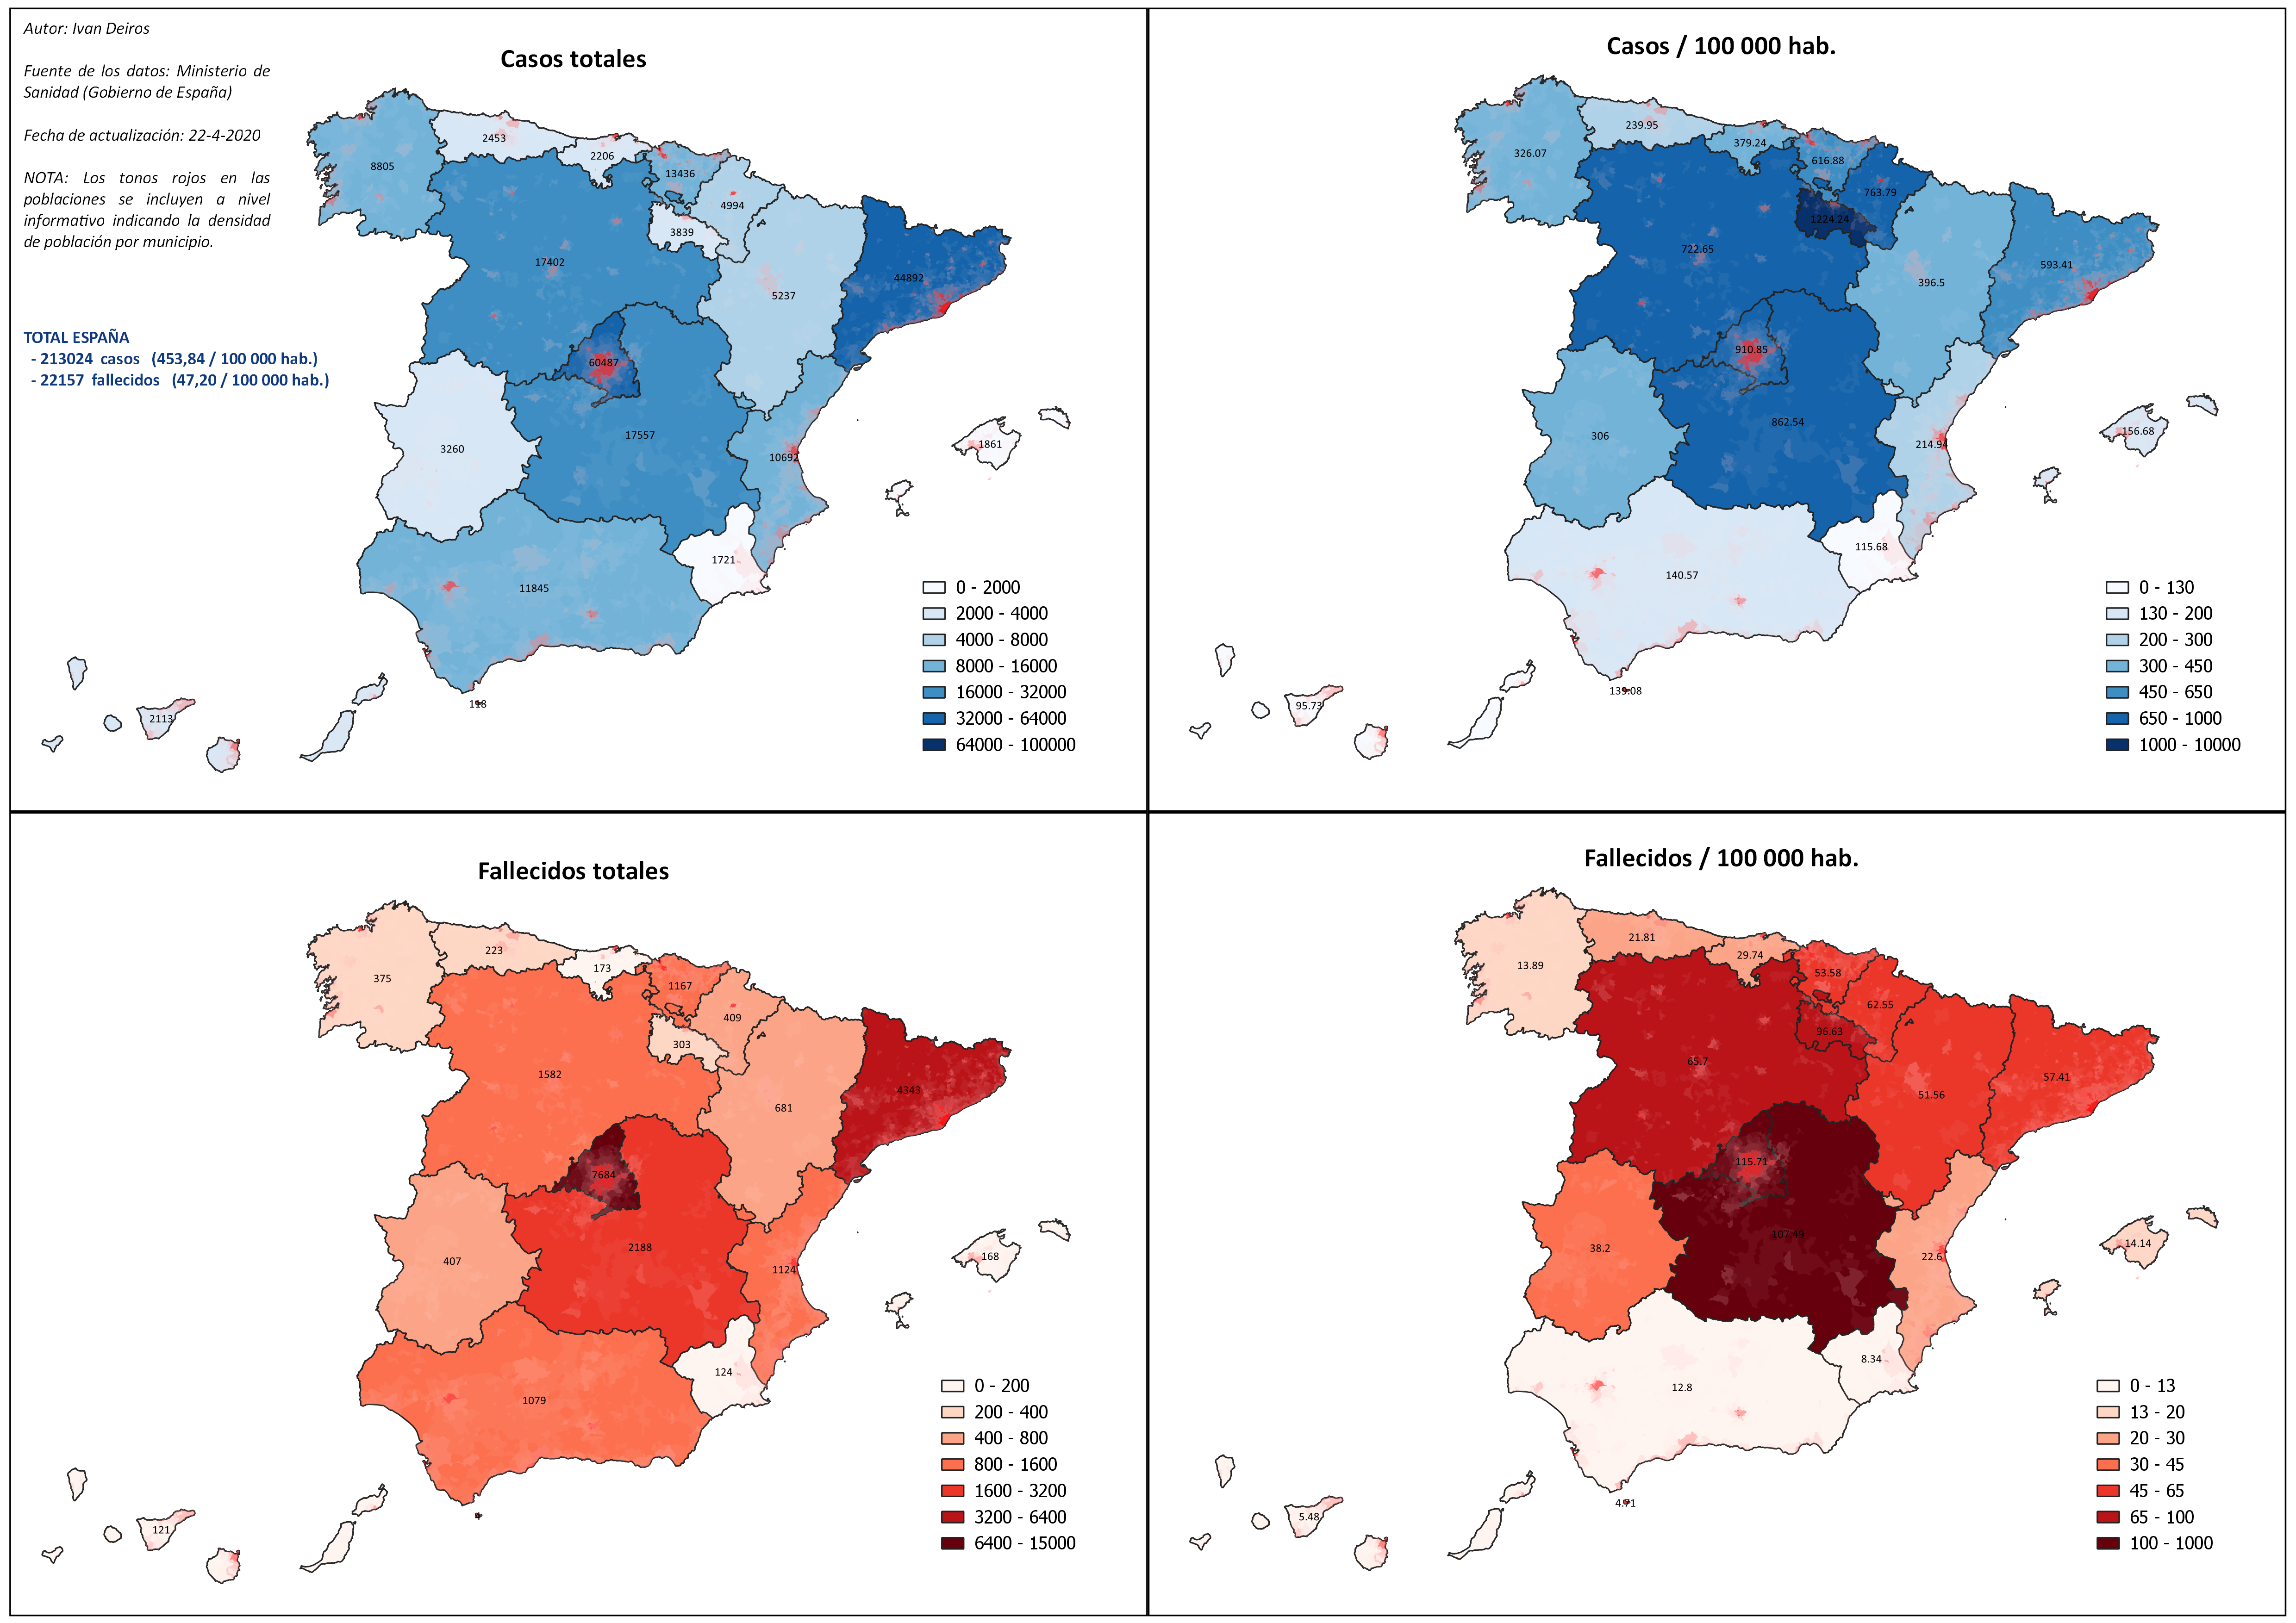 Autor: Ivan Deiros
Fuente de los datos: Ministerio de
Sanidad (Gobierno de España)
Fecha de actualización: 22-4-2020
NOTA: Los tonos rojos en las
poblaciones se incluyen a nivel
informativo indicando la densidad
de población por municipio.
TOTAL ESPAÑA
- 213024 casos (453,84 / 100 000 hab.)
- 22157 fallecidos (47,20 / 100 000 hab.)
Casos totales
8805
2453
2206
13436
4994
3839
17402
5237
44892
60487
17557
3260
10692
1861
1721
11845
118
2113
0 - 2000
2000 - 4000
4000 - 8000
8000 - 16000
16000 - 32000
32000 - 64000
64000 - 100000
Casos / 100 000 hab.
326.07
239.95
379.24
616.88
763.79
1224.24
722.65
396.5
593.41
910.85
862.54
306
214.94
156.68
115.68
140.57
139.08
95.73
0 - 130
130 - 200
200 - 300
300 - 450
450 - 650
650 - 1000
1000 - 10000
Fallecidos totales
375
223
173
1167
409
303
1582
681
4343
7684
2188
407
1124
168
124
1079
121
0 - 200
200 - 400
400 - 800
800 - 1600
1600 - 3200
3200 - 6400
6400 - 15000
Fallecidos / 100 000 hab.
13.89
21.81
29.74
53.58
62.55
96.63
65.7
51.56
57.41
115.71
107.49
38.2
22.6
14.14
8.34
12.8
4.71
5.48
0 - 13
13 - 20
20 - 30
30 - 45
45 - 65
65 - 100
100 - 1000